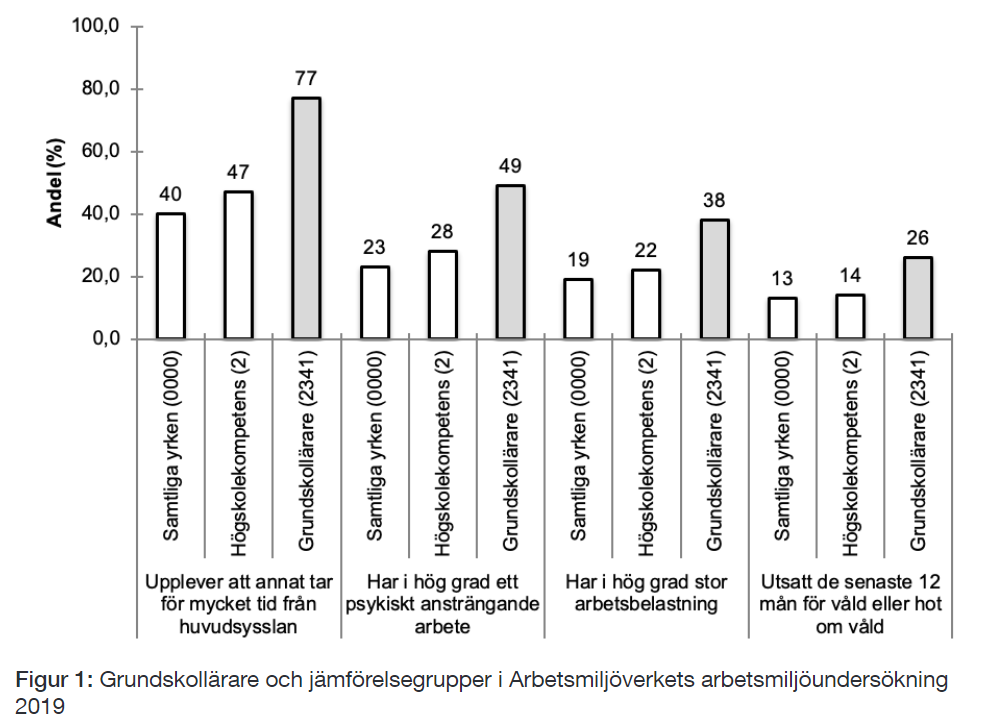 100,0
80,0
60,0
40,0
20,0
0,0
Andel (%)
40
47
77
23
28
49
19
22
38
13
14
26
Samtliga yrken (0000)
Högskolekompetens (2)
Grundskollärare (2341)
Samtliga yrken (0000)
Högskolekompetens (2)
Grundskollärare (2341)
Samtliga yrken (0000)
Högskolekompetens (2)
Grundskollärare (2341)
Samtliga yrken (0000)
Högskolekompetens (2)
Grundskollärare (2341)
Upplever att annat tar
för mycket tid från
huvudsysslan
Har i hög grad ett
psykiskt ansträngande
arbete
Har i hög grad stor
arbetsbelastning
Utsatt de senaste 12
mån för våld eller hot
om våld
Figur 1: Grundskollärare och jämförelsegrupper i Arbetsmiljöverkets arbetsmiljöundersökning
2019